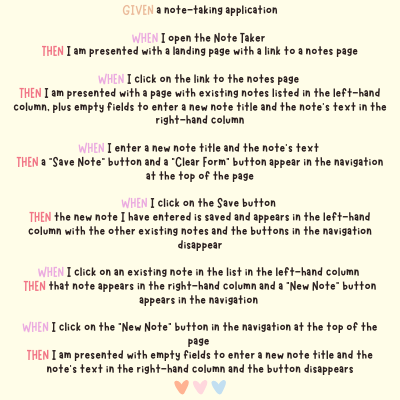 GIVEN a note-taking application
WHEN I open the Note Taker
THEN I am presented with a landing page with a link to a notes page
WHEN I click on the link to the notes page
THEN I am presented with a page with existing notes listed in the left-hand
column, plus empty fields to enter a new note title and the note's text in the
right-hand column
WHEN I enter a new note title and the note's text
THEN a "Save Note" button and a "Clear Form" button appear in the navigation
at the top of the page
WHEN I click on the Save button
THEN the new note I have entered is saved and appears in the left-hand
column with the other existing notes and the buttons in the navigation
disappear
WHEN I click on an existing note in the list in the left-hand column
THEN that note appears in the right-hand column and a "New Note" button
appears in the navigation
WHEN I click on the "New Note" button in the navigation at the top of the
page
THEN I am presented with empty fields to enter a new note title and the
note's text in the right-hand column and the button disappears